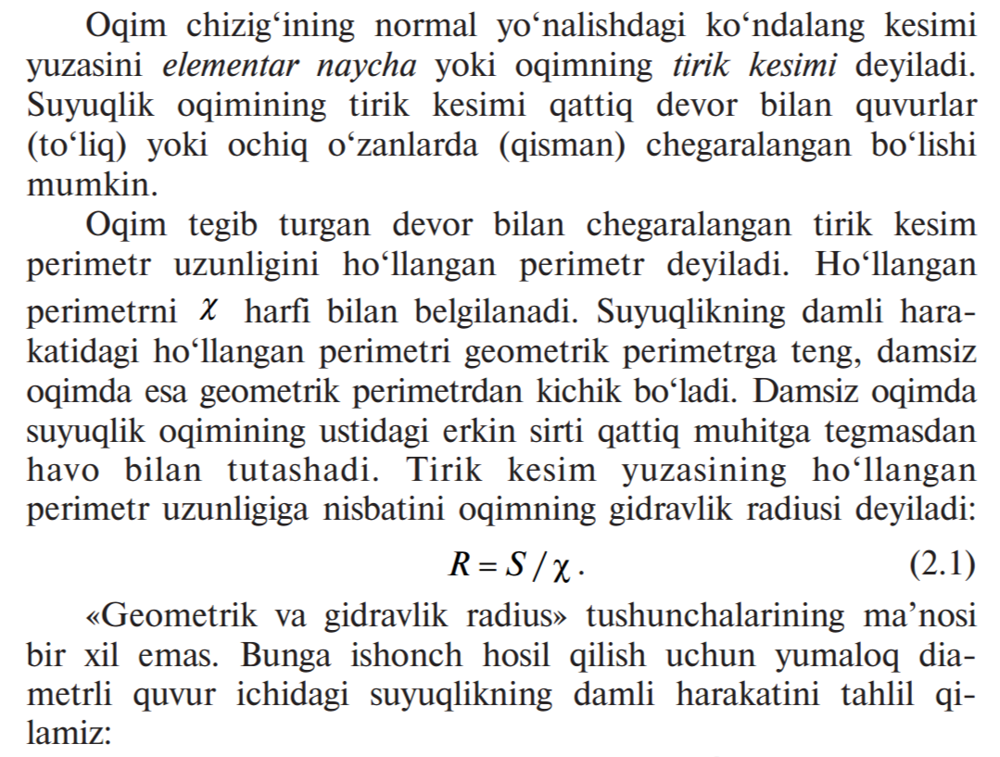 Oqim chizig‘ining normal yo‘nalishdagi ko‘ndalang kesimi
yuzasini elementar naycha yoki oqimning tirik kesimi deyiladi.
Suyuqlik oqimining tirik kesimi qattiq devor bilan quvurlar
(to‘liq) yoki ochiq o‘zanlarda (qisman) chegaralangan bo‘lishi
mumkin.
Oqim tegib turgan devor bilan chegaralangan tirik kesim
perimetr uzunligini ho‘llangan perimetr deyiladi. Ho‘llangan
perimetrni χ harfi bilan belgilanadi. Suyuqlikning damli hara-
katidagi ho‘llangan perimetri geometrik perimetrga teng, damsiz
oqimda esa geometrik perimetrdan kichik bo‘ladi. Damsiz oqimda
suyuqlik oqimining ustidagi erkin sirti qattiq muhitga tegmasdan
havo bilan tutashadi. Tirik kesim yuzasining ho‘llangan
perimetr uzunligiga nisbatini oqimning gidravlik radiusi deyiladi:
R = S / χ . (2.1)
«Geometrik va gidravlik radius» tushunchalarining ma’nosi
bir xil emas. Bunga ishonch hosil qilish uchun yumaloq dia-
metrli quvur ichidagi suyuqlikning damli harakatini tahlil qi-
lamiz: